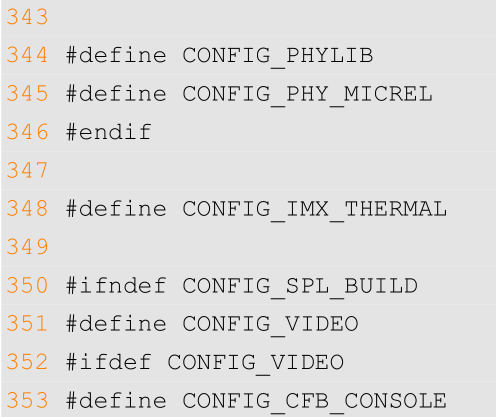 343
344 #define CONFIG_PHYLIB
345 #define CONFIG_PHY_MICREL
346 #endif
347
348 #define CONFIG_IMX_THERMAL
349
350 #ifndef CONFIG_SPL_BUILD
351 #define CONFIG_VIDEO
352 #ifdef CONFIG_VIDEO
353 #define CONFIG_CFB_CONSOLE